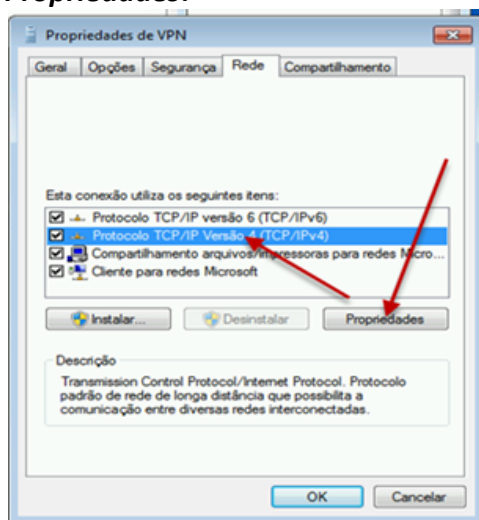 Propriedades.
Propriedades de VPN
Geral Opções Segurança Rede Compartilhamento
Esta conexão utiliza os seguintes itens:
Protocolo TCP/IP versão 6 (TCP/IPv6)
Protocolo TCP/IP Versão 4 (TCP/IPv4)
Compartilhamento arquivos/impressoras para redes Micro...
Cliente para redes Microsoft
Instalar... Desinstalar Propriedades
Descrição
Transmission Control Protocol/Internet Protocol. Protocolo
padrão de rede de longa distância que possibilita a
comunicação entre diversas redes interconectadas.
OK Cancelar